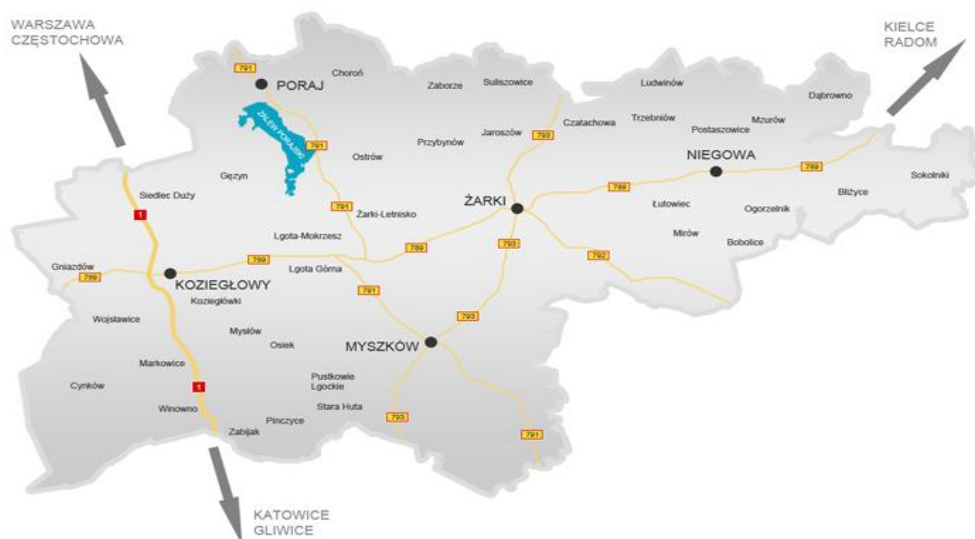 WARSZAWA
CZĘSTOCHOWA
KIELCE
RADOM
791
PORAJ
Choroń
Zaborze
Suliszowice
Ludwinów
Dąbrowno
ZALEW PORAJSKI
791
Ostrów
Przybynów
Jaroszów
793
Czatachowa
Trzebniów
Postaszowice
Mzurów
NIEGOWA
789
Sokolniki
Gęzyn
Siedlec Duży
789
Bliżyce
1
791
Żarki-Letnisko
ŻARKI
Łutowiec
Ogorzelnik
Lgota-Mokrzesz
789
793
Mirów
Bobolice
792
Gniazdów
789
KOZIEGŁOWY
789
Lgota Górna
791
Koziegłówki
Wojsławice
Mysłów
Osiek
793
MYSZKÓW
Markowice
Cynków
1
Pustkowie
Lgockie
Winowno
Stara Huta
793
Pinczyce
Zabijak
791
KATOWICE
GLIWICE